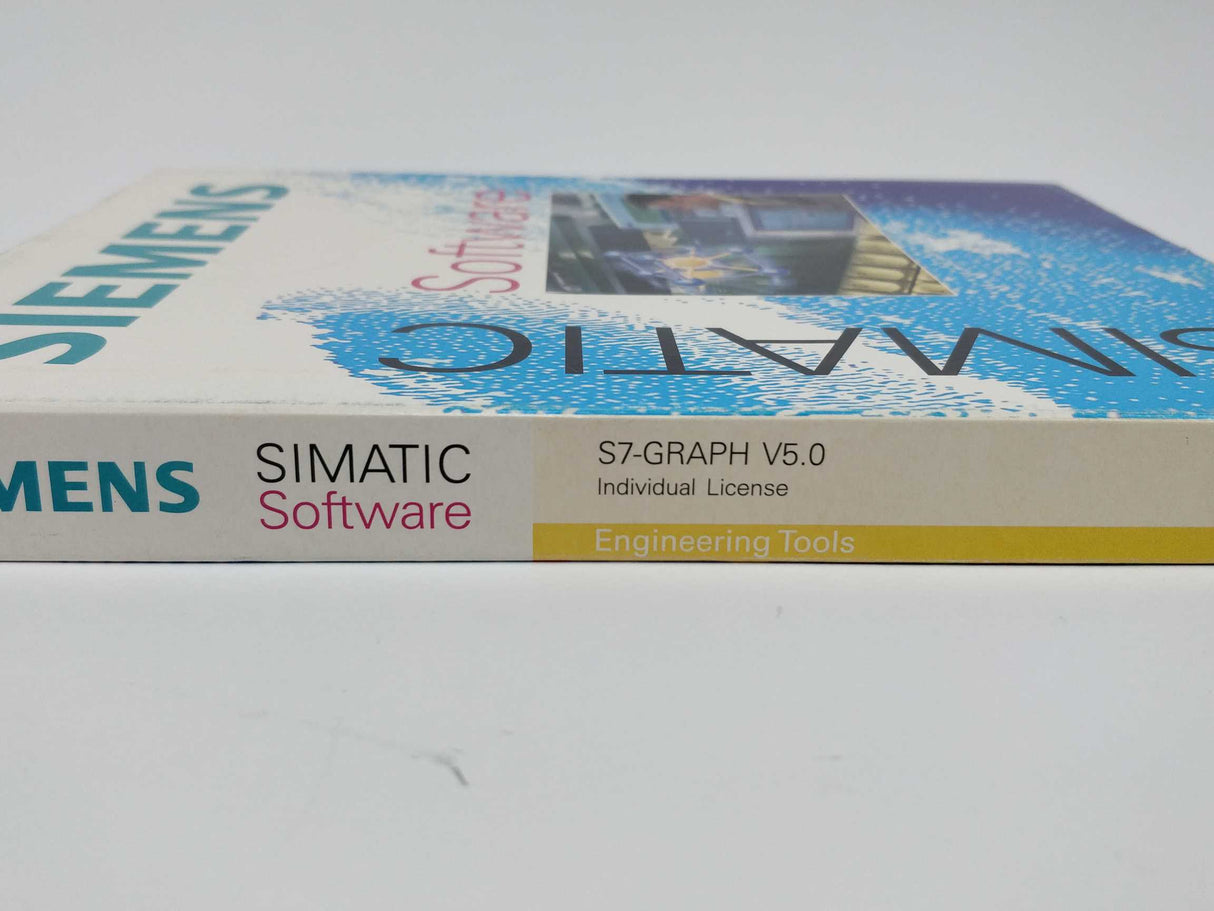 SIEMENS
Software
SIMATIC
MENS
SIMATIC
Software
S7-GRAPH V5.0
Individual License
Engineering Tools